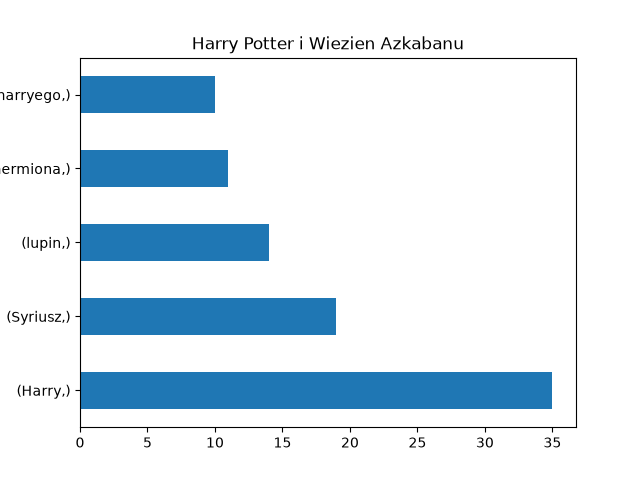 Harry Potter i Wiezien Azkabanu
harryego,)
ermiona,)
(lupin,)
(Syriusz,)
(Harry,)
0 5 10 15 20 25 30 35